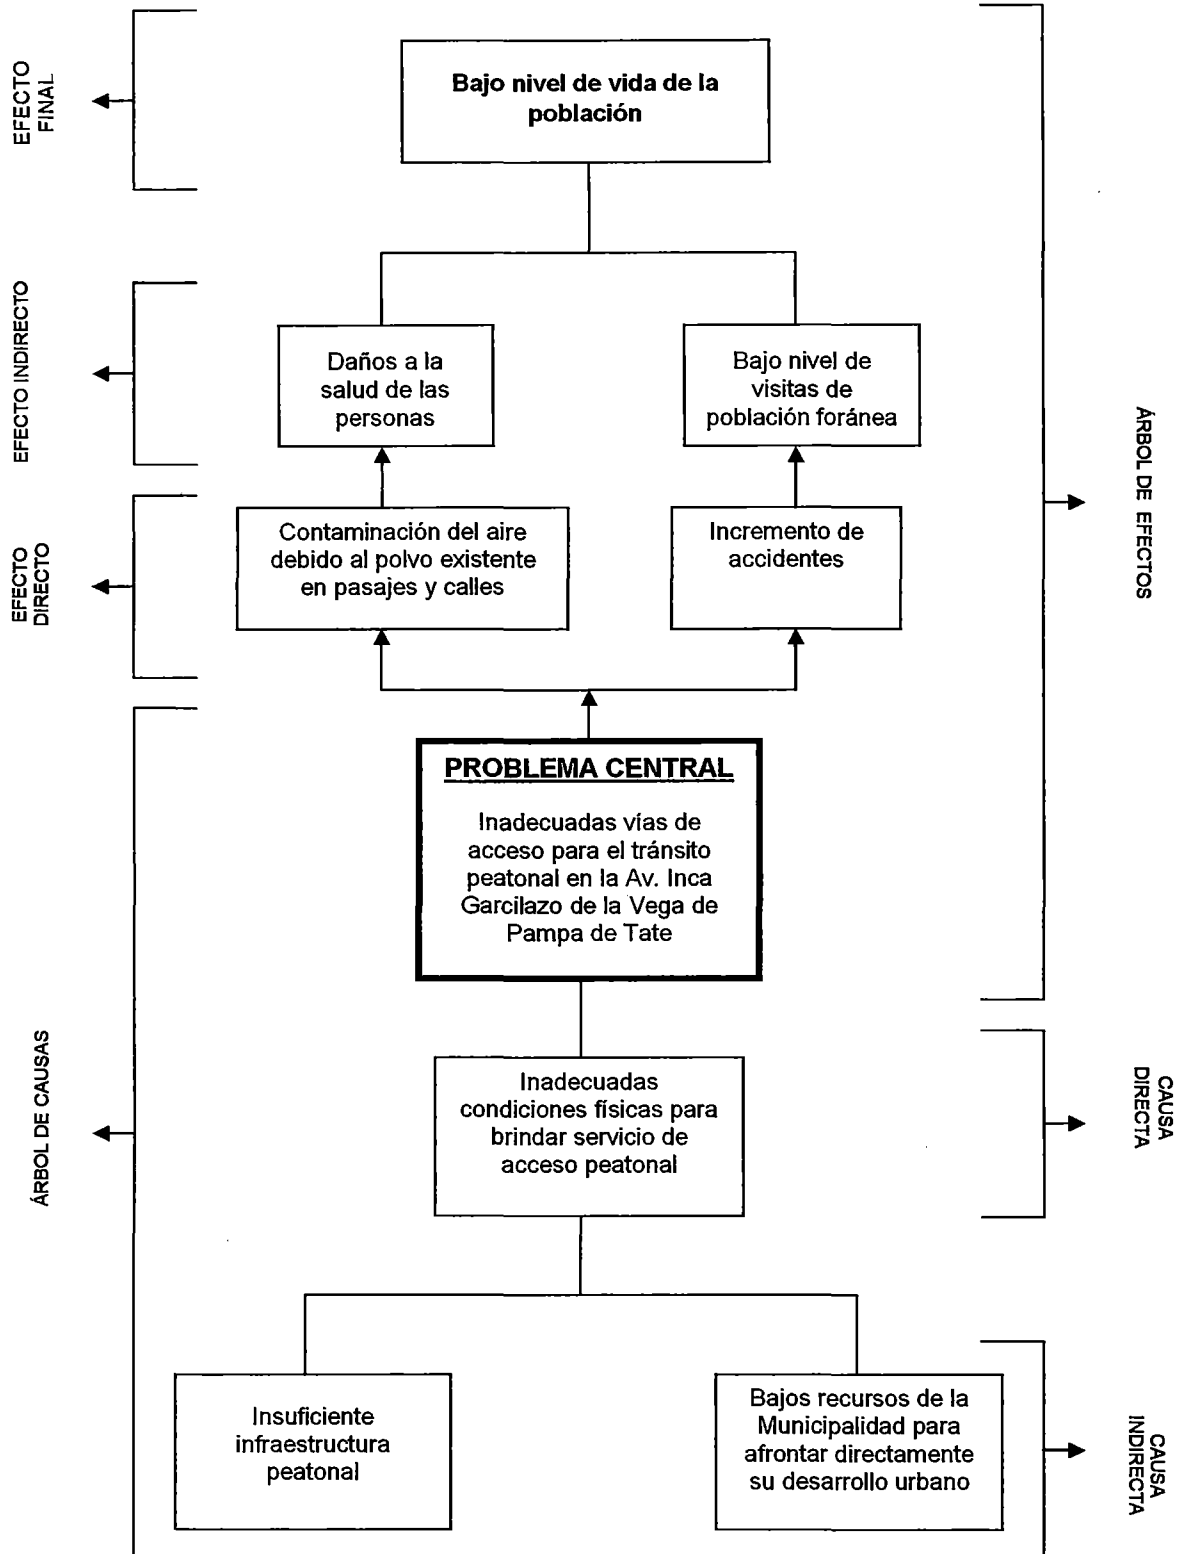 EFECTO
FINAL
Bajo nivel de vida de la
población
EFECTO INDIRECTO
Daños a la
salud de las
personas
Bajo nivel de
visitas de
población foránea
ÁRBOL DE EFECTOS
EFECTO
DIRECTO
Contaminación del aire
debido al polvo existente
en pasajes y calles
Incremento de
accidentes
PROBLEMA CENTRAL
Inadecuadas vías de
acceso para el tránsito
peatonal en la Av. Inca
Garcilazo de la Vega de
Pampa de Tate
ÁRBOL DE CAUSAS
Inadecuadas
condiciones físicas para
brindar servicio de
acceso peatonal
CAUSA
DIRECTA
Insuficiente
infraestructura
peatonal
Bajos recursos de la
Municipalidad para
afrontar directamente
su desarrollo urbano
CAUSA
INDIRECTA